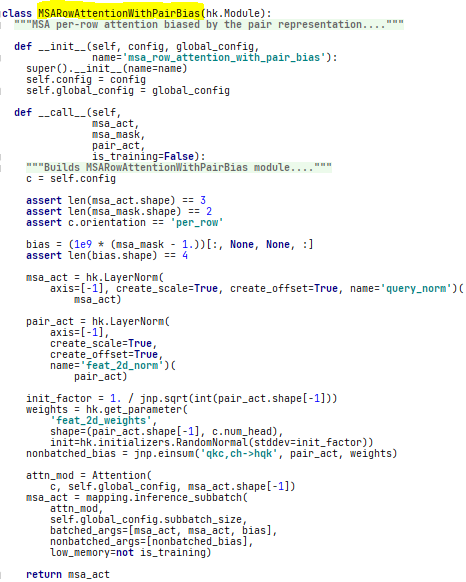 class MSARowAttentionWithPairBias(hk.Module):
  """MSA per-row attention biased by the pair representation...."""

  def __init__(self, config, global_config,
               name='msa_row_attention_with_pair_bias'):
    super().__init__(name=name)
    self.config = config
    self.global_config = global_config

  def __call__(self,
               msa_act,
               msa_mask,
               pair_act,
               is_training=False):
    """Builds MSARowAttentionWithPairBias module...."""
    c = self.config

    assert len(msa_act.shape) == 3
    assert len(msa_mask.shape) == 2
    assert c.orientation == 'per_row'

    bias = (1e9 * (msa_mask - 1.))[:, None, None, :]
    assert len(bias.shape) == 4

    msa_act = hk.LayerNorm(
        axis=[-1], create_scale=True, create_offset=True, name='query_norm')(
            msa_act)

    pair_act = hk.LayerNorm(
        axis=[-1],
        create_scale=True,
        create_offset=True,
        name='feat_2d_norm')(
            pair_act)

    init_factor = 1. / jnp.sqrt(int(pair_act.shape[-1]))
    weights = hk.get_parameter(
        'feat_2d_weights',
        shape=(pair_act.shape[-1], c.num_head),
        init=hk.initializers.RandomNormal(stddev=init_factor))
    nonbatched_bias = jnp.einsum('qkc,ch->hqk', pair_act, weights)

    attn_mod = Attention(
        c, self.global_config, msa_act.shape[-1])
    msa_act = mapping.inference_subbatch(
        attn_mod,
        self.global_config.subbatch_size,
        batched_args=[msa_act, msa_act, bias],
        nonbatched_args=[nonbatched_bias],
        low_memory=not is_training)

    return msa_act